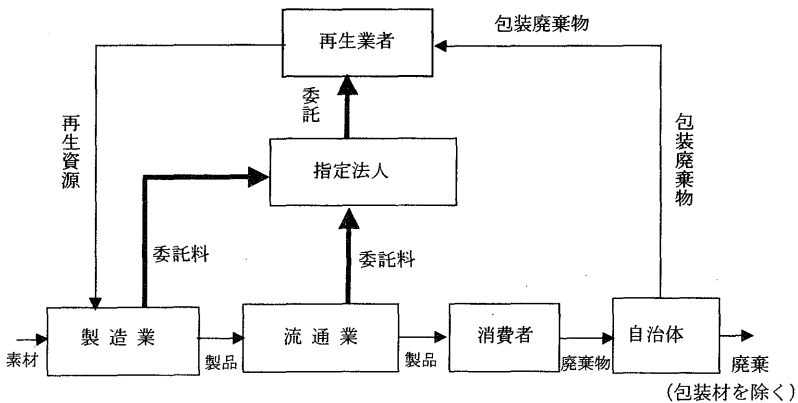 包装廃棄物
再生業者
委託
再生資源
包装廃棄物
指定法人
委託料
委託料
製造業
流通業
消費者
自治体
素材
製品
製品
廃棄物
廃棄
(包装材を除く)